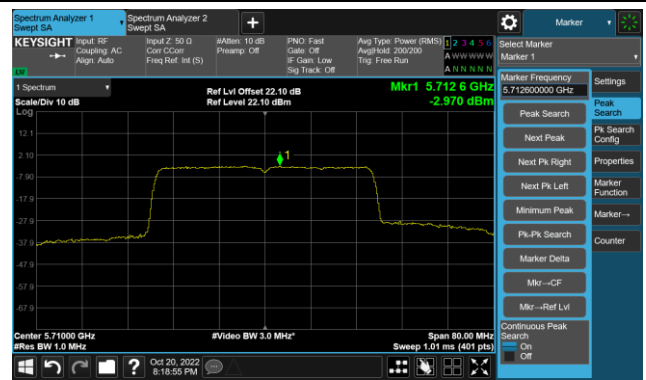 Spectrum Analyzer 1
Swept SA
Spectrum Analyzer 2
Swept SA
+
Marker
KEYSIGHT
Input: RF
Coupling: AC
Align: Auto
Input Z: 50 Ω
Corr CCorr
Freq Ref: Int (S)
#Atten: 10 dB
Preamp: Off
PNO: Fast
Gate: Off
IF Gain: Low
Sig Track: Off
Avg Type: Power (RMS)
Avg|Hold: 200/200
Trig: Free Run
1 2 3 4 5 6
A W W W W W
A N N N N N
LW
Select Marker
Marker 1
1 Spectrum
Scale/Div 10 dB
Log
Ref Lvl Offset 22.10 dB
Ref Level 22.10 dBm
Mkr1 5.712 6 GHz
-2.970 dBm
12.1
2.10
-7.90
-17.9
-27.9
-37.9
-47.9
-57.9
-67.9
1
Center 5.71000 GHz
#Res BW 1.0 MHz
#Video BW 3.0 MHz*
Span 80.00 MHz
Sweep 1.01 ms (401 pts)
Marker Frequency
5.712600000 GHz
Peak Search
Next Peak
Next Pk Right
Next Pk Left
Minimum Peak
Pk-Pk Search
Marker Delta
Mkr→CF
Mkr→Ref Lvl
Continuous Peak
Search
On
Off
Settings
Peak
Search
Pk Search
Config
Properties
Marker
Function
Marker→
Counter
?
Oct 20, 2022
8:18:55 PM